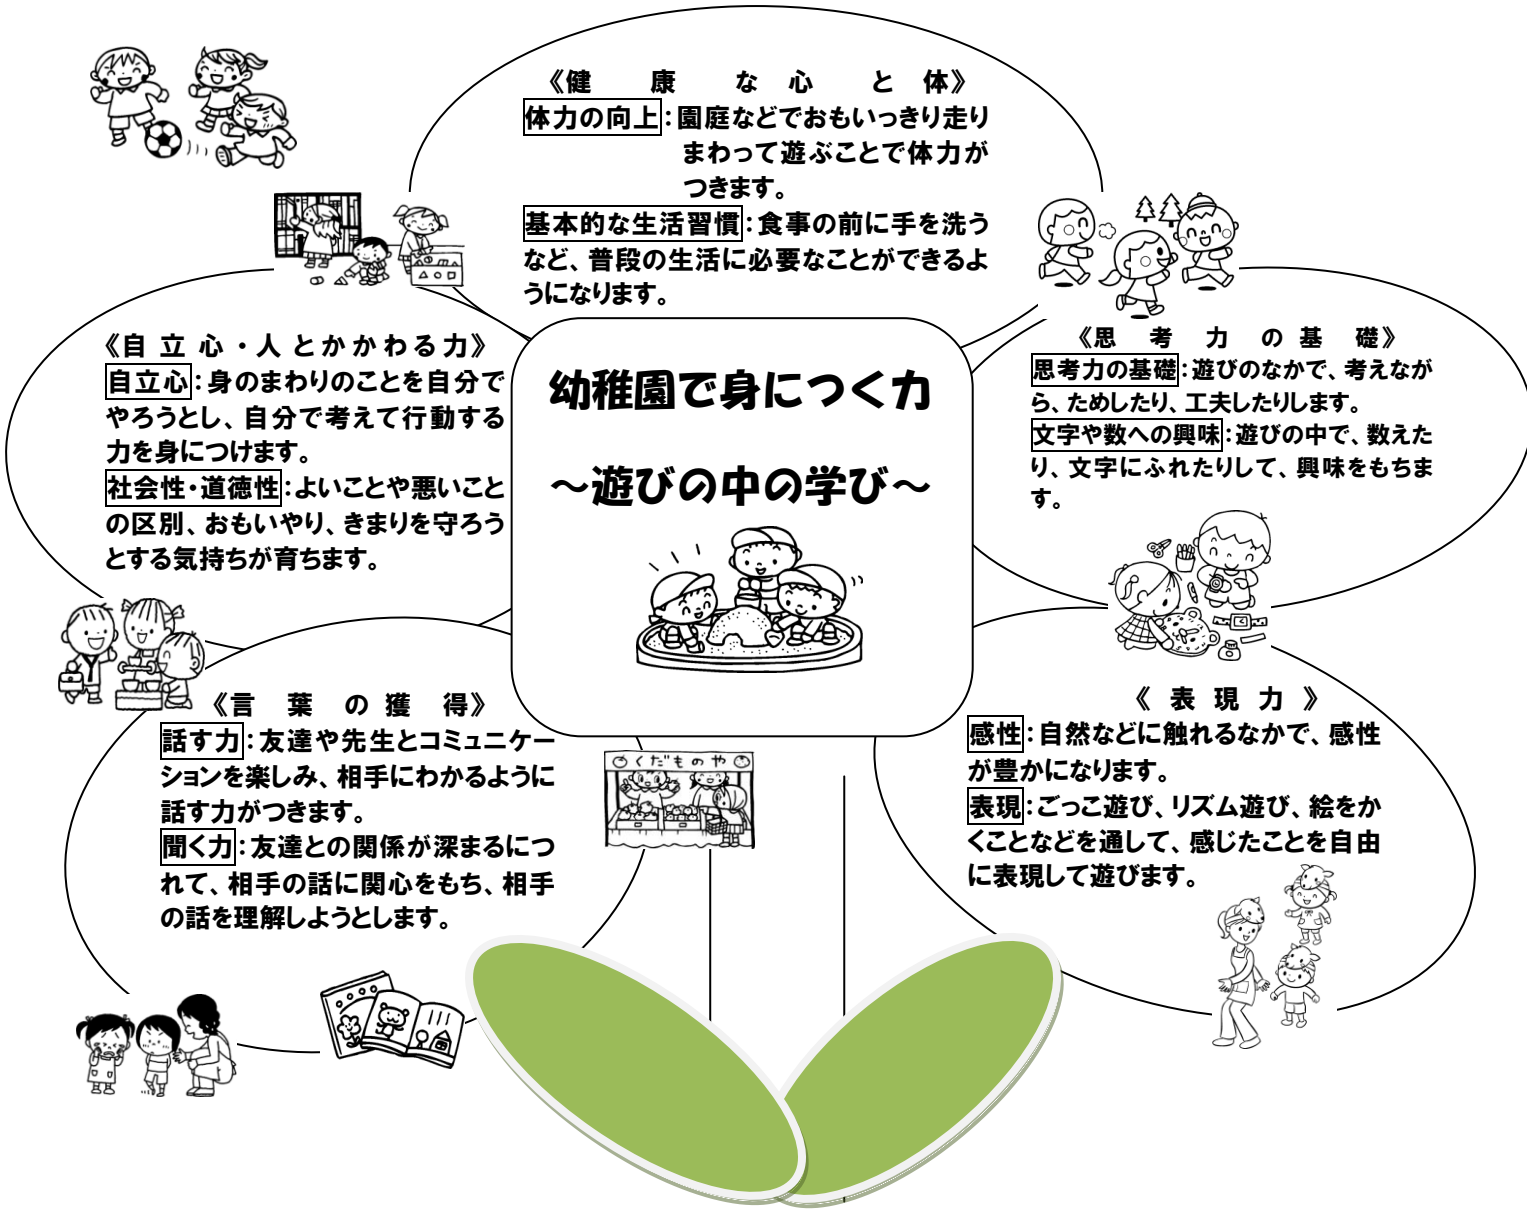 《健康な心と体》
体力の向上：園庭などでおもいっきり走り
まわって遊ぶことで体力が
つきます。
基本的な生活習慣：食事の前に手を洗う
など、普段の生活に必要なことができるよ
うになります。
《自立心・人とかかわる力》
自立心：身のまわりのことを自分で
やろうとし、自分で考えて行動する
力を身につけます。
社会性・道徳性：よいことや悪いこと
の区別、おもいやり、きまりを守ろう
とする気持ちが育ちます。
幼稚園で身につく力
～遊びの中の学び～
《思考力の基礎》
思考力の基礎：遊びのなかで、考えなが
ら、ためしたり、工夫したりします。
文字や数への興味：遊びの中で、数えた
り、文字にふれたりして、興味をもちま
す。
《言葉の獲得》
話す力：友達や先生とコミュニケー
ションを楽しみ、相手にわかるように
話す力がつきます。
聞く力：友達との関係が深まるにつ
れて、相手の話に関心をもち、相手
の話を理解しようとします。
くだものや
《表現力》
感性：自然などに触れるなかで、感性
が豊かになります。
表現：ごっこ遊び、リズム遊び、絵をか
くことなどを通して、感じたことを自由
に表現して遊びます。